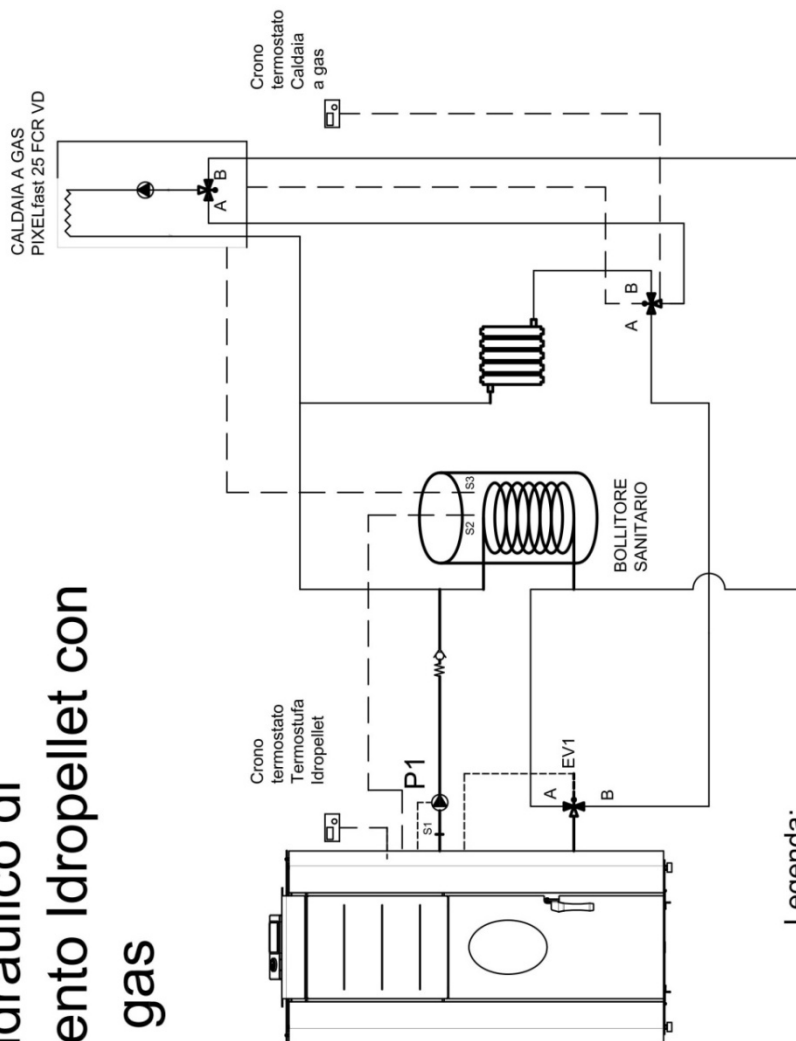 draulico di
ento Idropellet con
gas
CALDAIA A GAS
PIXELfast 25 FCR VD
A
B
Crono
termostato
Caldaia
a gas
A
B
S2
S3
BOLLITORE
SANITARIO
Crono
termostato
Termostufa
Idropellet
P1
S1
A
EV1
B
Legenda: